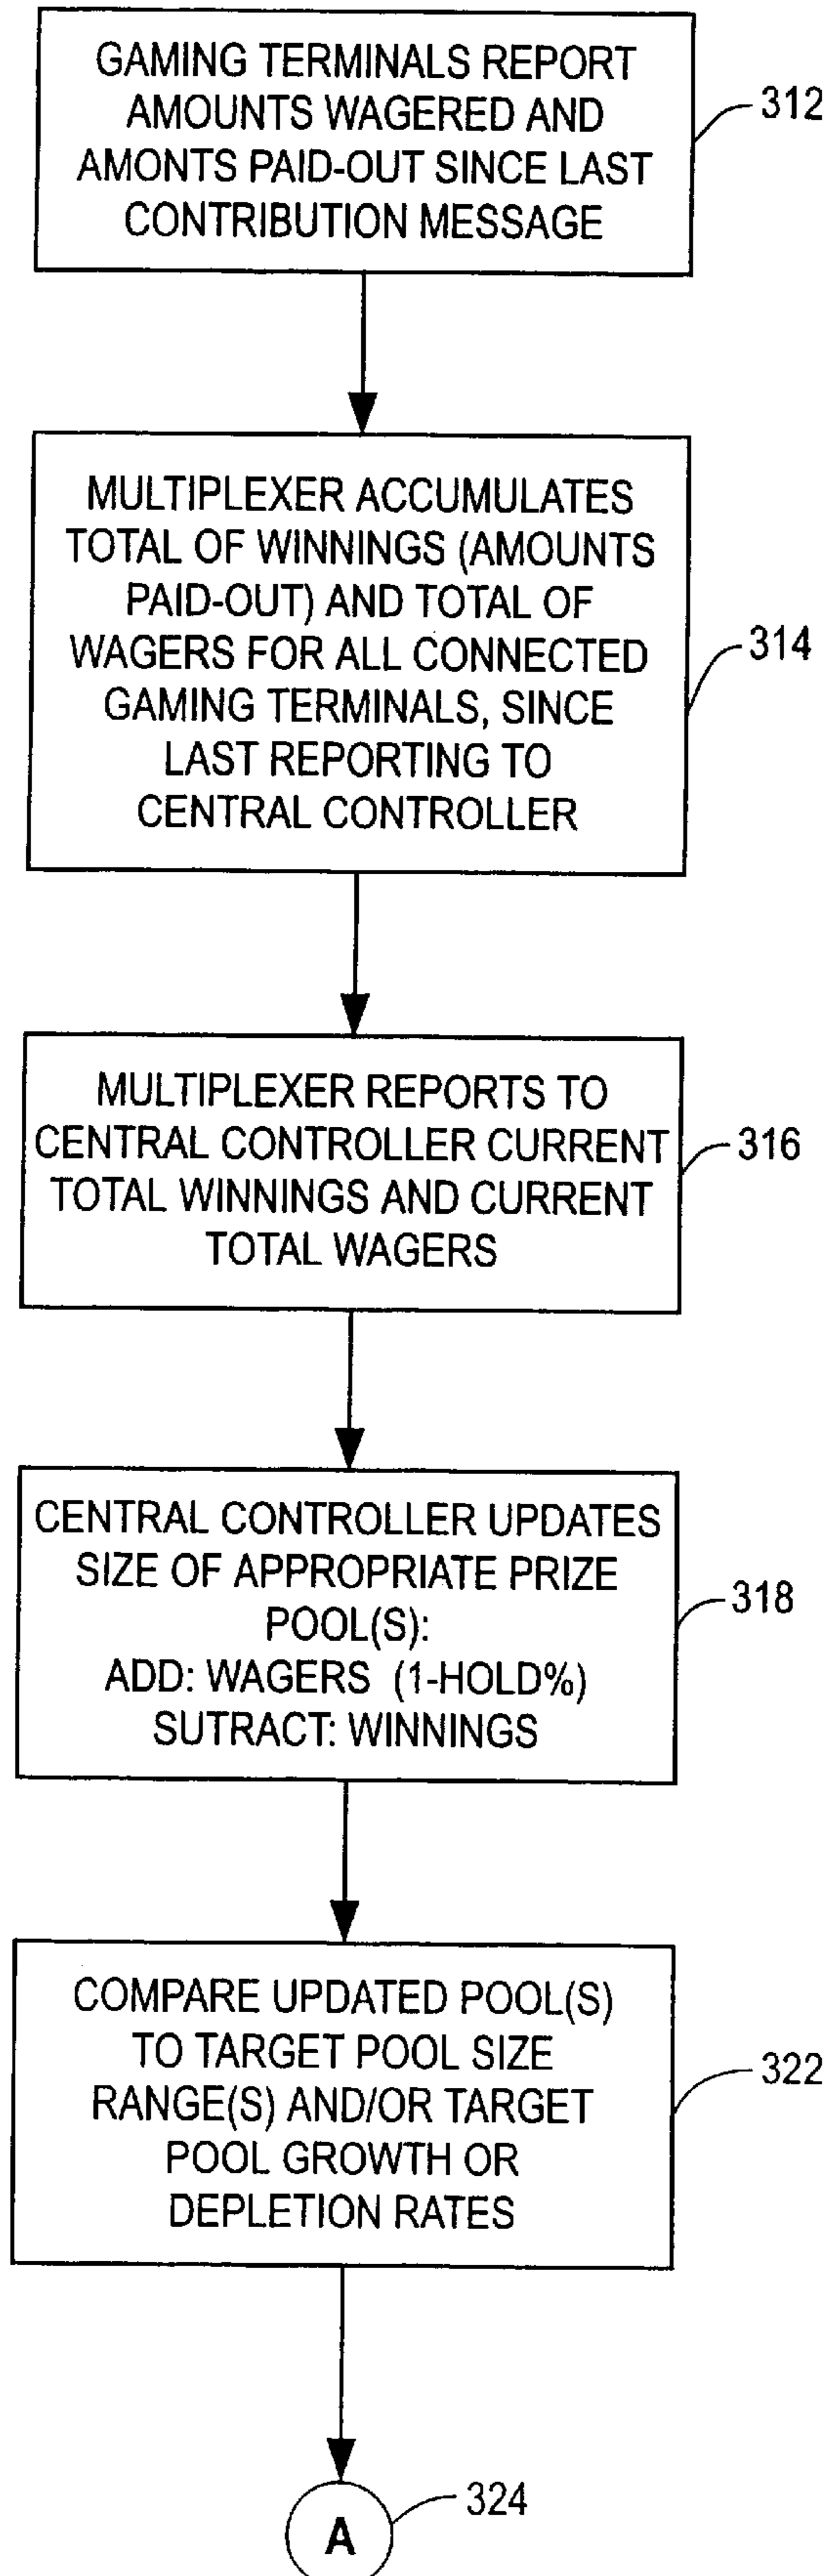 GAMING TERMINALS REPORT
AMOUNTS WAGERED AND
AMONTS PAID-OUT SINCE LAST
CONTRIBUTION MESSAGE
312
MULTIPLEXER ACCUMULATES
TOTAL OF WINNINGS (AMOUNTS
PAID-OUT) AND TOTAL OF
WAGERS FOR ALL CONNECTED
GAMING TERMINALS, SINCE
LAST REPORTING TO
CENTRAL CONTROLLER
314
MULTIPLEXER REPORTS TO
CENTRAL CONTROLLER CURRENT
TOTAL WINNINGS AND CURRENT
TOTAL WAGERS
316
CENTRAL CONTROLLER UPDATES
SIZE OF APPROPRIATE PRIZE
POOL(S):
ADD: WAGERS (1-HOLD%)
SUTRACT: WINNINGS
318
COMPARE UPDATED POOL(S)
TO TARGET POOL SIZE
RANGE(S) AND/OR TARGET
POOL GROWTH OR
DEPLETION RATES
322
A
324